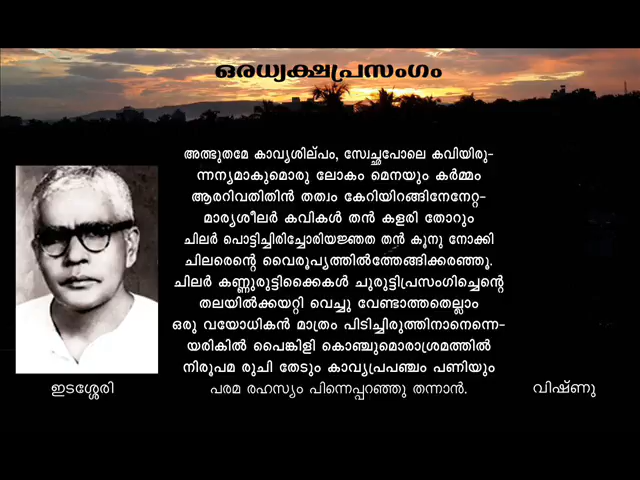 ഒരധ്യക്ഷപ്രസംഗം
അത്ഭുതമേ കാവ്യശില്പം, സ്വേച്ഛപോലെ കവിയിരു-
ന്നന്യമാകുമൊരു ലോകം മെനയും കർമ്മം
ആരറിവതിതിൻ തത്വം കേറിയിറങ്ങിനേനേറ്റ-
മാര്യശീലർ കവികൾ തൻ കളരി തോറും
ചിലർ പൊട്ടിച്ചിരിച്ചോരിയജ്ഞത തൻ കൂനു നോക്കി
ചിലരെന്റെ വൈരൂപ്യത്തിൽത്തേങ്ങിക്കരഞ്ഞൂ.
ചിലർ കണ്ണുരുട്ടിക്കൈകൾ ചുരുട്ടിപ്രസംഗിച്ചെന്റെ
തലയിൽക്കയറ്റി വെച്ചു വേണ്ടാത്തതെല്ലാം
ഒരു വയോധികൻ മാത്രം പിടിച്ചിരുത്തിനാനെന്നെ-
യരികിൽ പൈങ്കിളി കൊഞ്ചുമൊരാശ്രമത്തിൽ
നിരൂപമ രുചി തേടും കാവ്യപ്രപഞ്ചം പണിയും
പരമ രഹസ്യം പിന്നെപ്പറഞ്ഞു തന്നാൻ.
ഇടശ്ശേരി
വിഷ്ണു